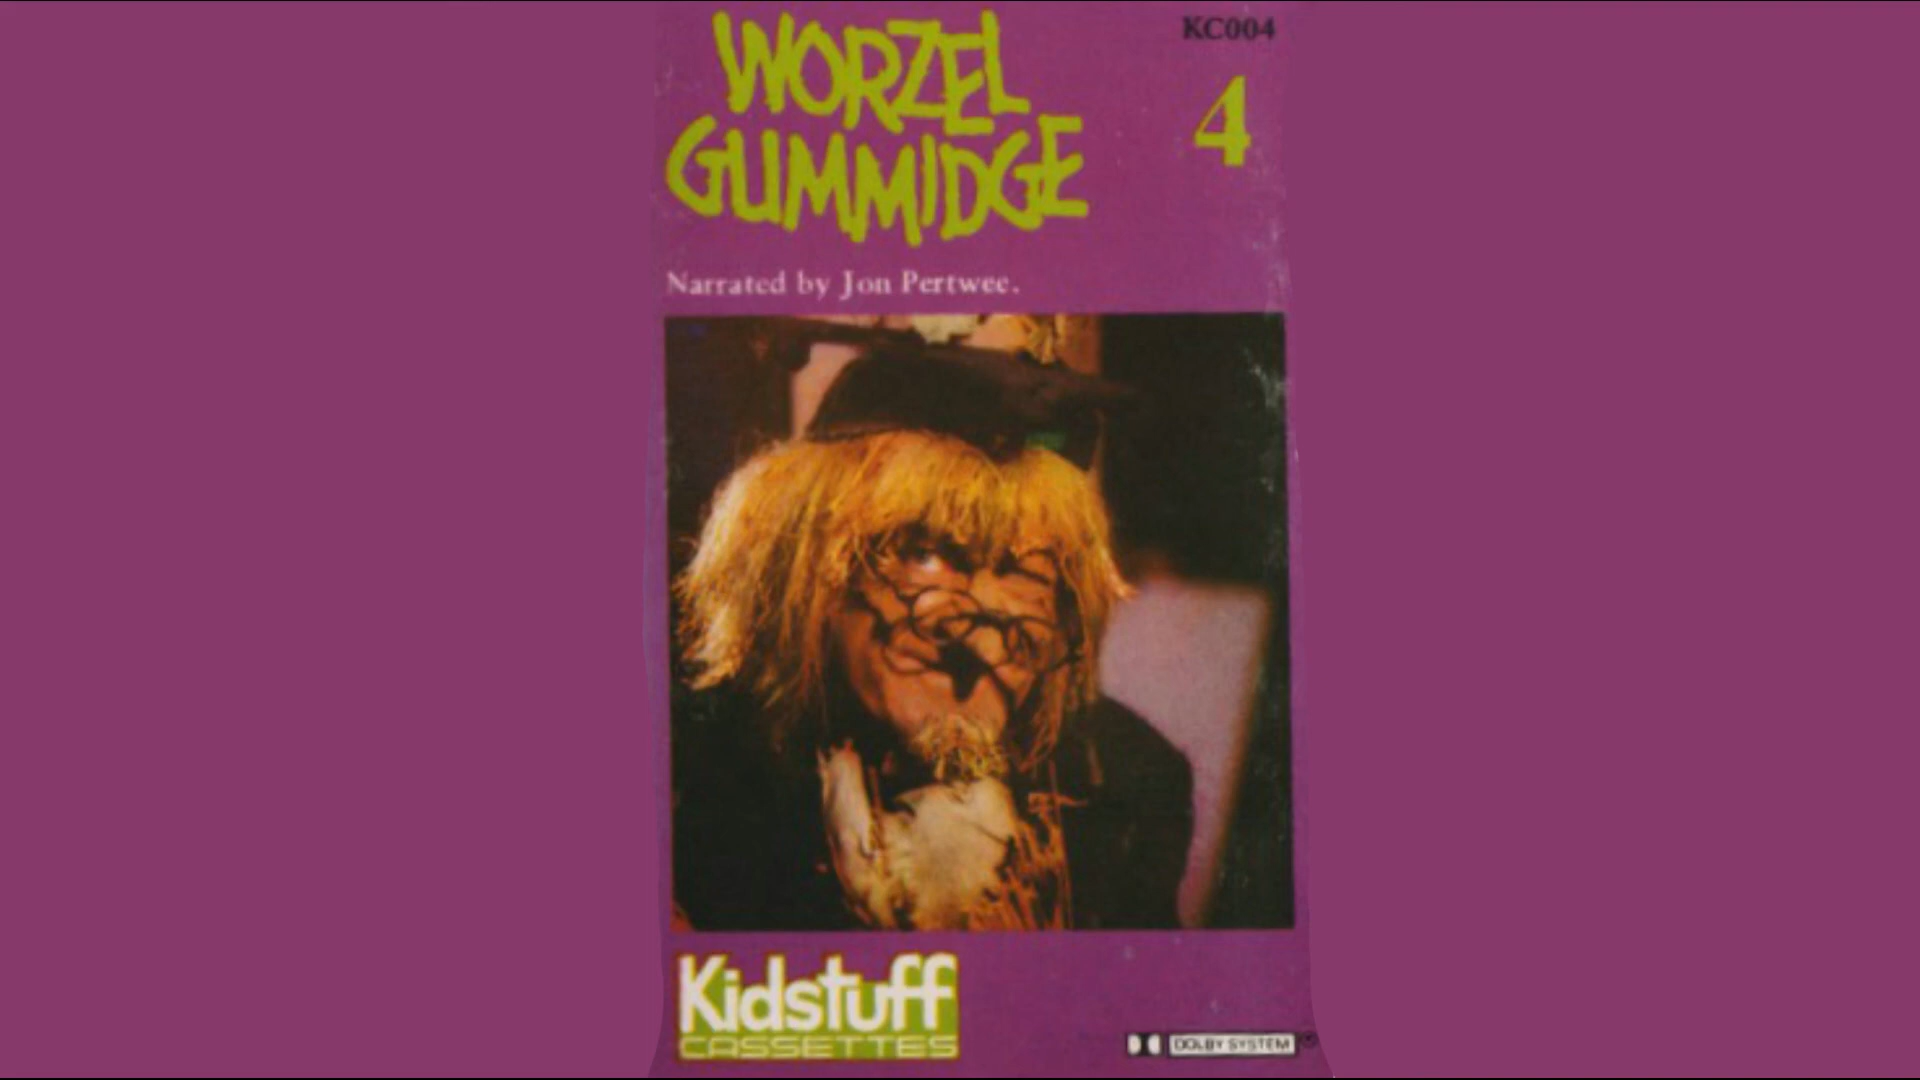 WORZEL
GUMMIDGE
KC004
4
Narrated by Jon Pertwee.
Kidstuff
CASSETTES
DOLBY SYSTEM